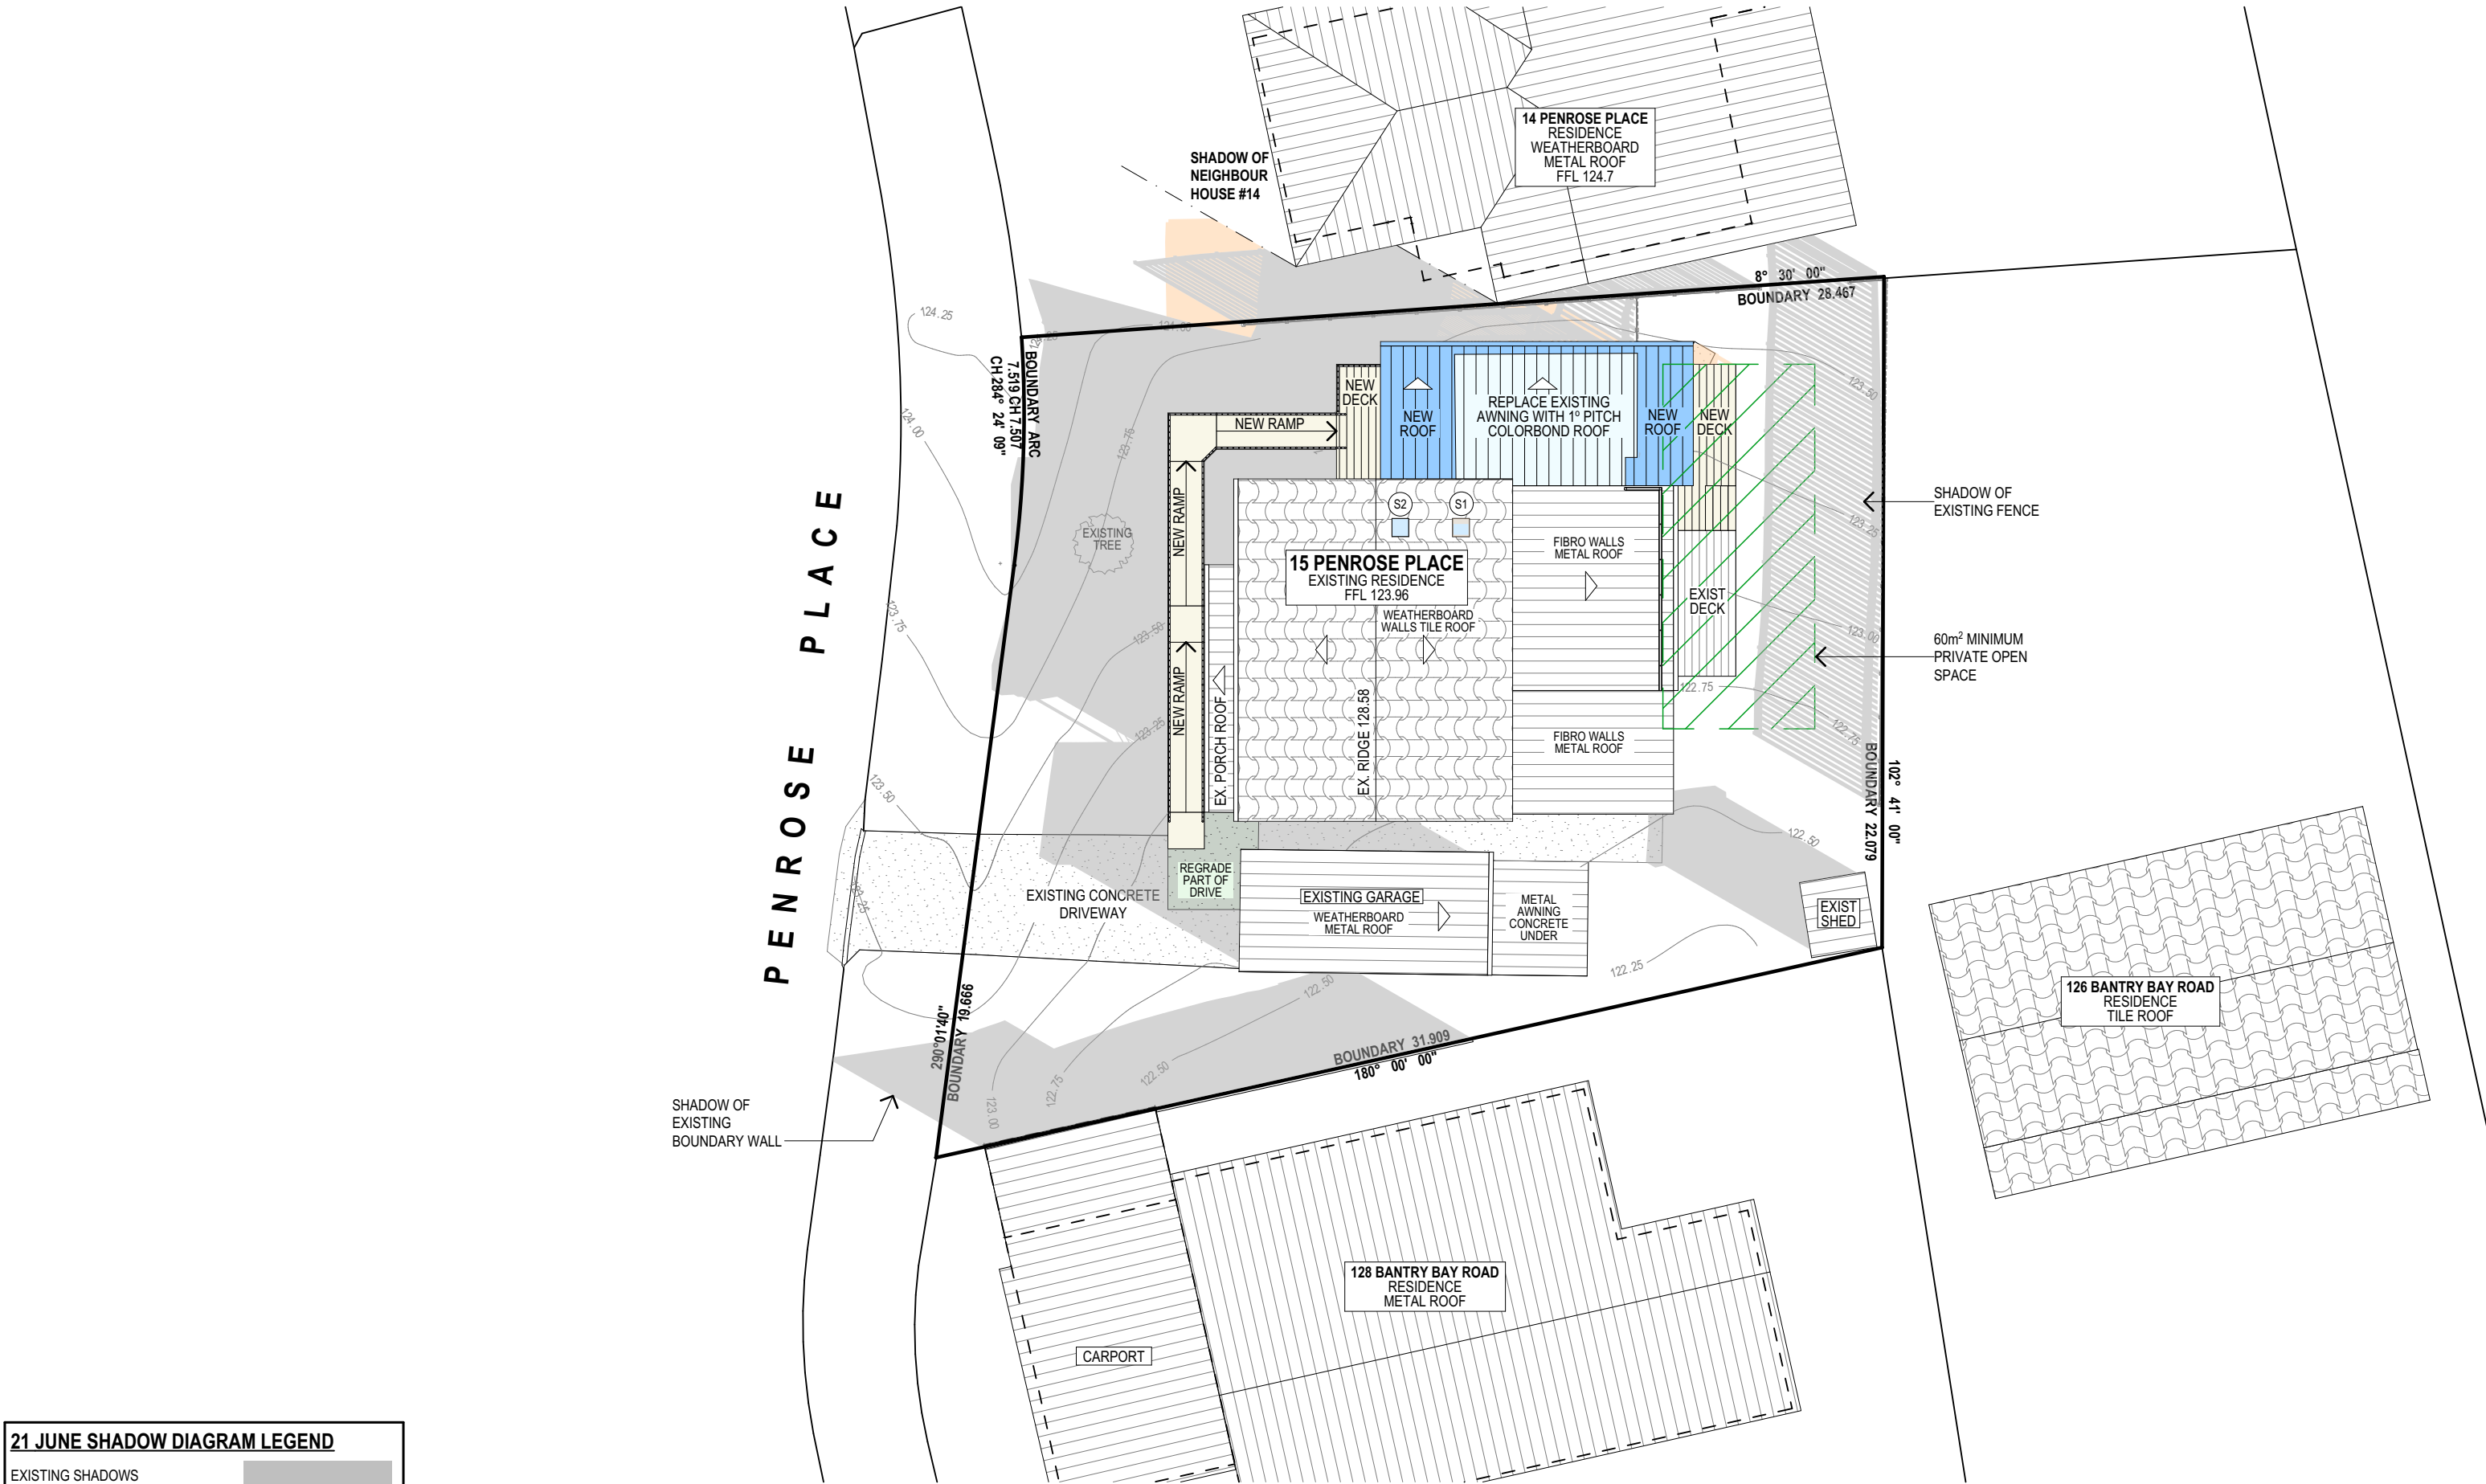 14 PENROSE PLACE
RESIDENCE
WEATHERBOARD
METAL ROOF
FFL 124.7
SHADOW OF
NEIGHBOUR
HOUSE #14
8° 30' 00"
BOUNDARY 28.467
124.25
124.00
123.75
123.50
123.25
BOUNDARY ARC
7.519 CH 7.507
CH 284° 24' 09"
123.75
123.50
123.25
NEW
DECK
NEW RAMP
NEW
ROOF
REPLACE EXISTING
AWNING WITH 1° PITCH
COLORBOND ROOF
NEW
ROOF
NEW
DECK
123.50
123.25
123.00
122.75
122.75
SHADOW OF
EXISTING FENCE
PENROSE PLACE
EXISTING
TREE
NEW RAMP
NEW RAMP
EX. PORCH ROOF
S2
S1
15 PENROSE PLACE
EXISTING RESIDENCE
FFL 123.96
WEATHERBOARD
WALLS TILE ROOF
EX. RIDGE 128.58
FIBRO WALLS
METAL ROOF
FIBRO WALLS
METAL ROOF
EXIST
DECK
60m² MINIMUM
PRIVATE OPEN
SPACE
102° 41' 00"
BOUNDARY 22.079
122.50
EXISTING CONCRETE
DRIVEWAY
REGRADE
PART OF
DRIVE
EXISTING GARAGE
WEATHERBOARD
METAL ROOF
METAL
AWNING
CONCRETE
UNDER
EXIST
SHED
122.25
122.50
122.50
122.75
123.00
290°01'40"
BOUNDARY 19.666
BOUNDARY 31.909
180° 00' 00"
SHADOW OF
EXISTING
BOUNDARY WALL
126 BANTRY BAY ROAD
RESIDENCE
TILE ROOF
128 BANTRY BAY ROAD
RESIDENCE
METAL ROOF
CARPORT
21 JUNE SHADOW DIAGRAM LEGEND
EXISTING SHADOWS